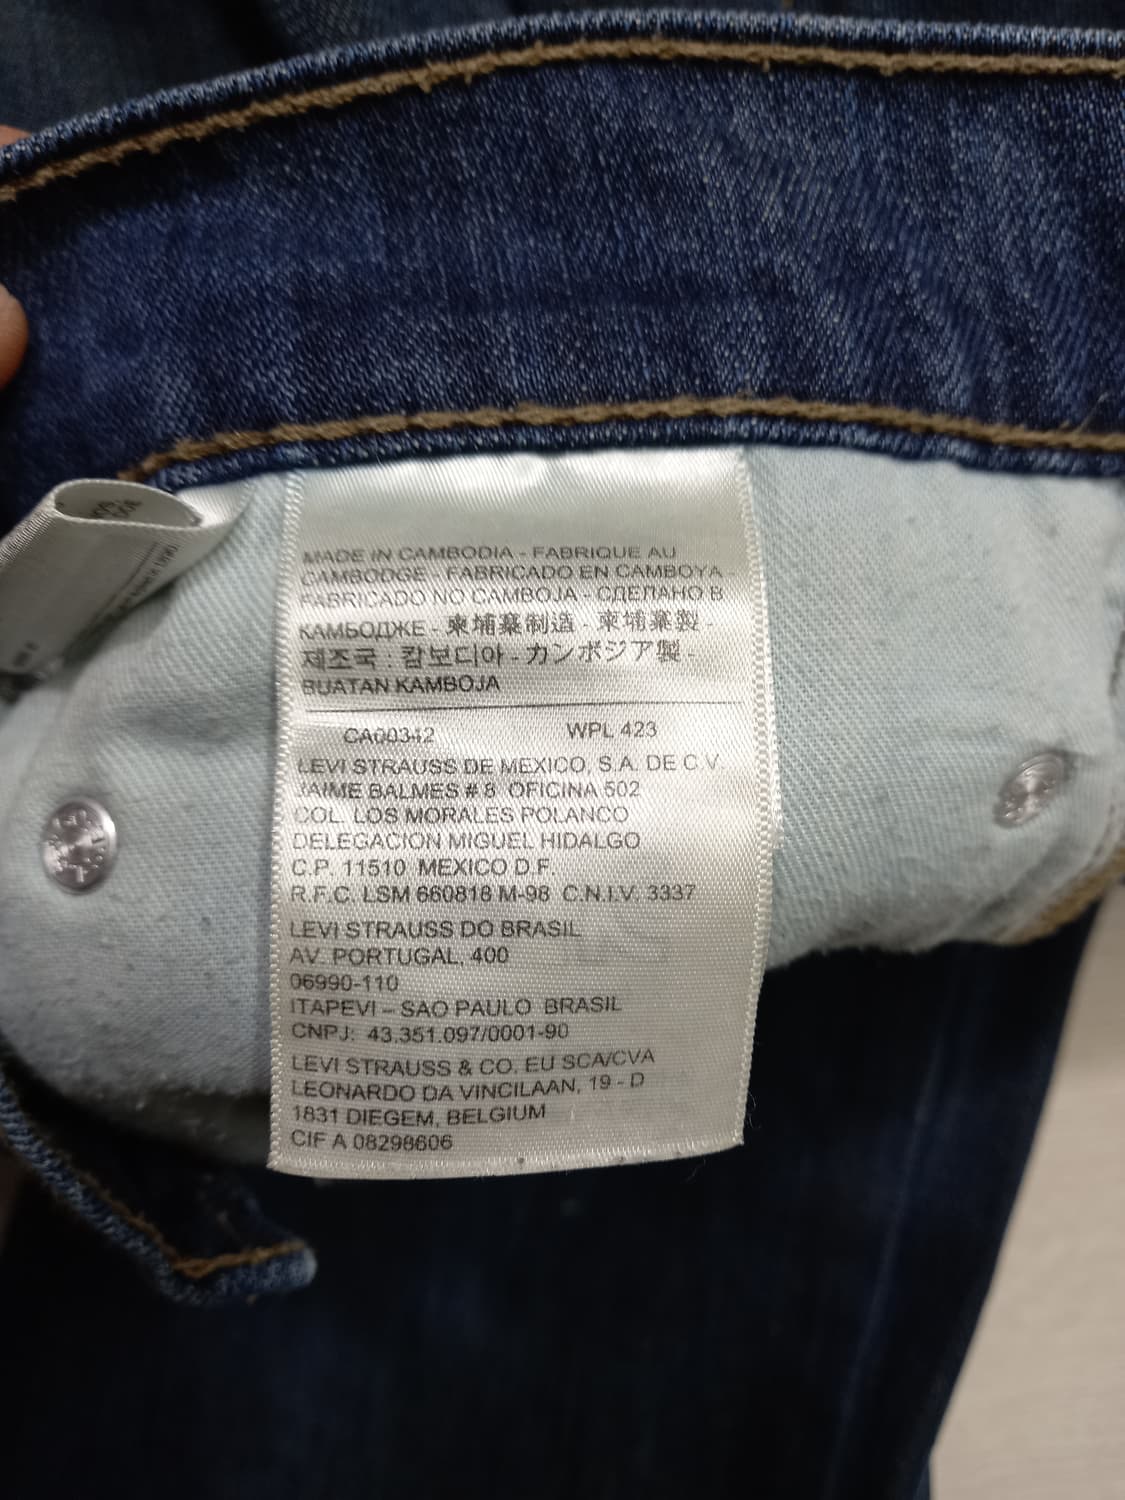 MADE IN CAMBODIA - FABRIQUE AU
CAMBODGE - FABRICADO EN CAMBOYA
FABRICADO NO CAMBOJA - СДЕЛАНО В
КАМБОДЖЕ - 柬埔寨制造 - 柬埔寨製 -
제조국 : 캄보디아 - カンボジア製 -
BUATAN KAMBOJA
CA00342 WPL 423
LEVI STRAUSS DE MEXICO, S.A. DE C.V.
JAIME BALMES # 8 OFICINA 502
COL. LOS MORALES POLANCO
DELEGACION MIGUEL HIDALGO
C.P. 11510 MEXICO D.F.
R.F.C. LSM 660818 M-98 C.N.I.V. 3337
LEVI STRAUSS DO BRASIL
AV. PORTUGAL, 400
06990-110
ITAPEVI – SAO PAULO BRASIL
CNPJ: 43.351.097/0001-90
LEVI STRAUSS & CO. EU SCA/CVA
LEONARDO DA VINCILAAN, 19 - D
1831 DIEGEM, BELGIUM
CIF A 08298606